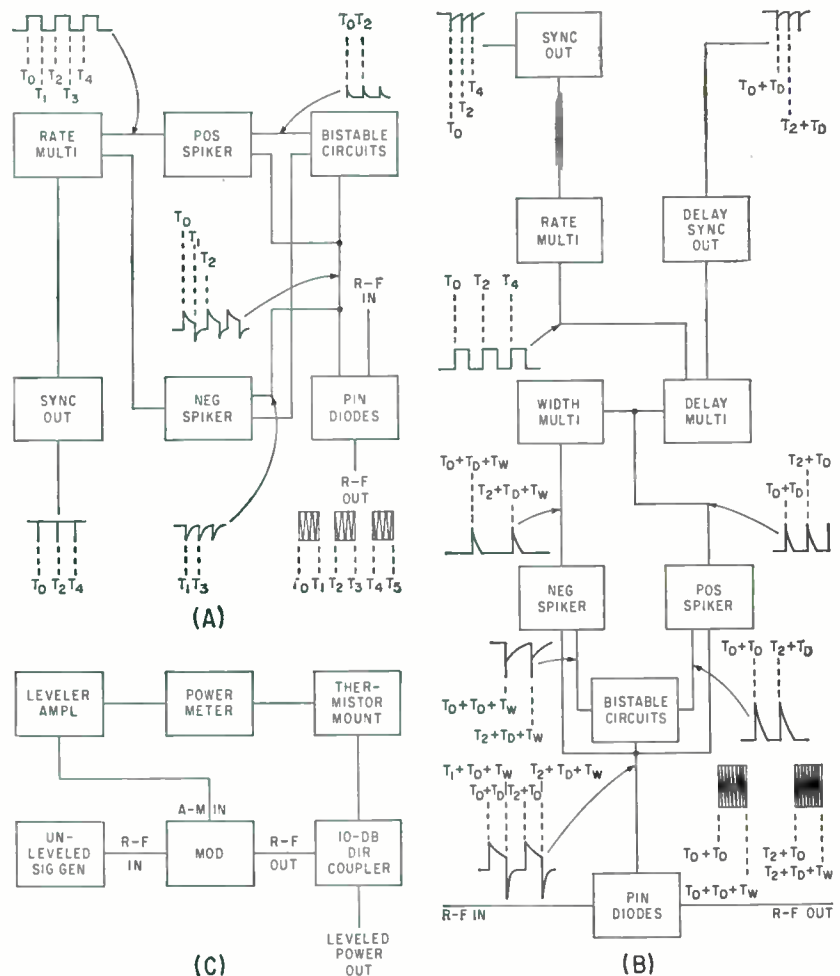 T0 T2
T0 T2 T4
T1 T3
RATE
MULTI
POS
SPIKER
BISTABLE
CIRCUITS
T0
T1
T2
R-F
IN
SYNC
OUT
NEG
SPIKER
PIN
DIODES
R-F
OUT
T0 T2 T4
T1 T3
T0 T1 T2 T3 T4 T5
(A)
LEVELER
AMPL
POWER
METER
THER-
MISTOR
MOUNT
A-M IN
UN-
LEVELED
SIG GEN
R-F
IN
MOD
R-F
OUT
10-DB
DIR
COUPLER
LEVELED
POWER
OUT
(C)
SYNC
OUT
T4
T2
T0
T0+TD
T2+TD
RATE
MULTI
DELAY
SYNC
OUT
T0 T2 T4
WIDTH
MULTI
DELAY
MULTI
T0+TD+TW
T2+TD+TW
T2+TD
T0+TD
NEG
SPIKER
POS
SPIKER
T0+TD+TW
T2+TD+TW
BISTABLE
CIRCUITS
T0+TD T2+TD
T1+TD+TW T2+TD+TW
T0+TD T2+TD
T0+TD
T0+TD+TW
T2+TD
T2+TD+TW
R-F IN
PIN
DIODES
R-F OUT
(B)